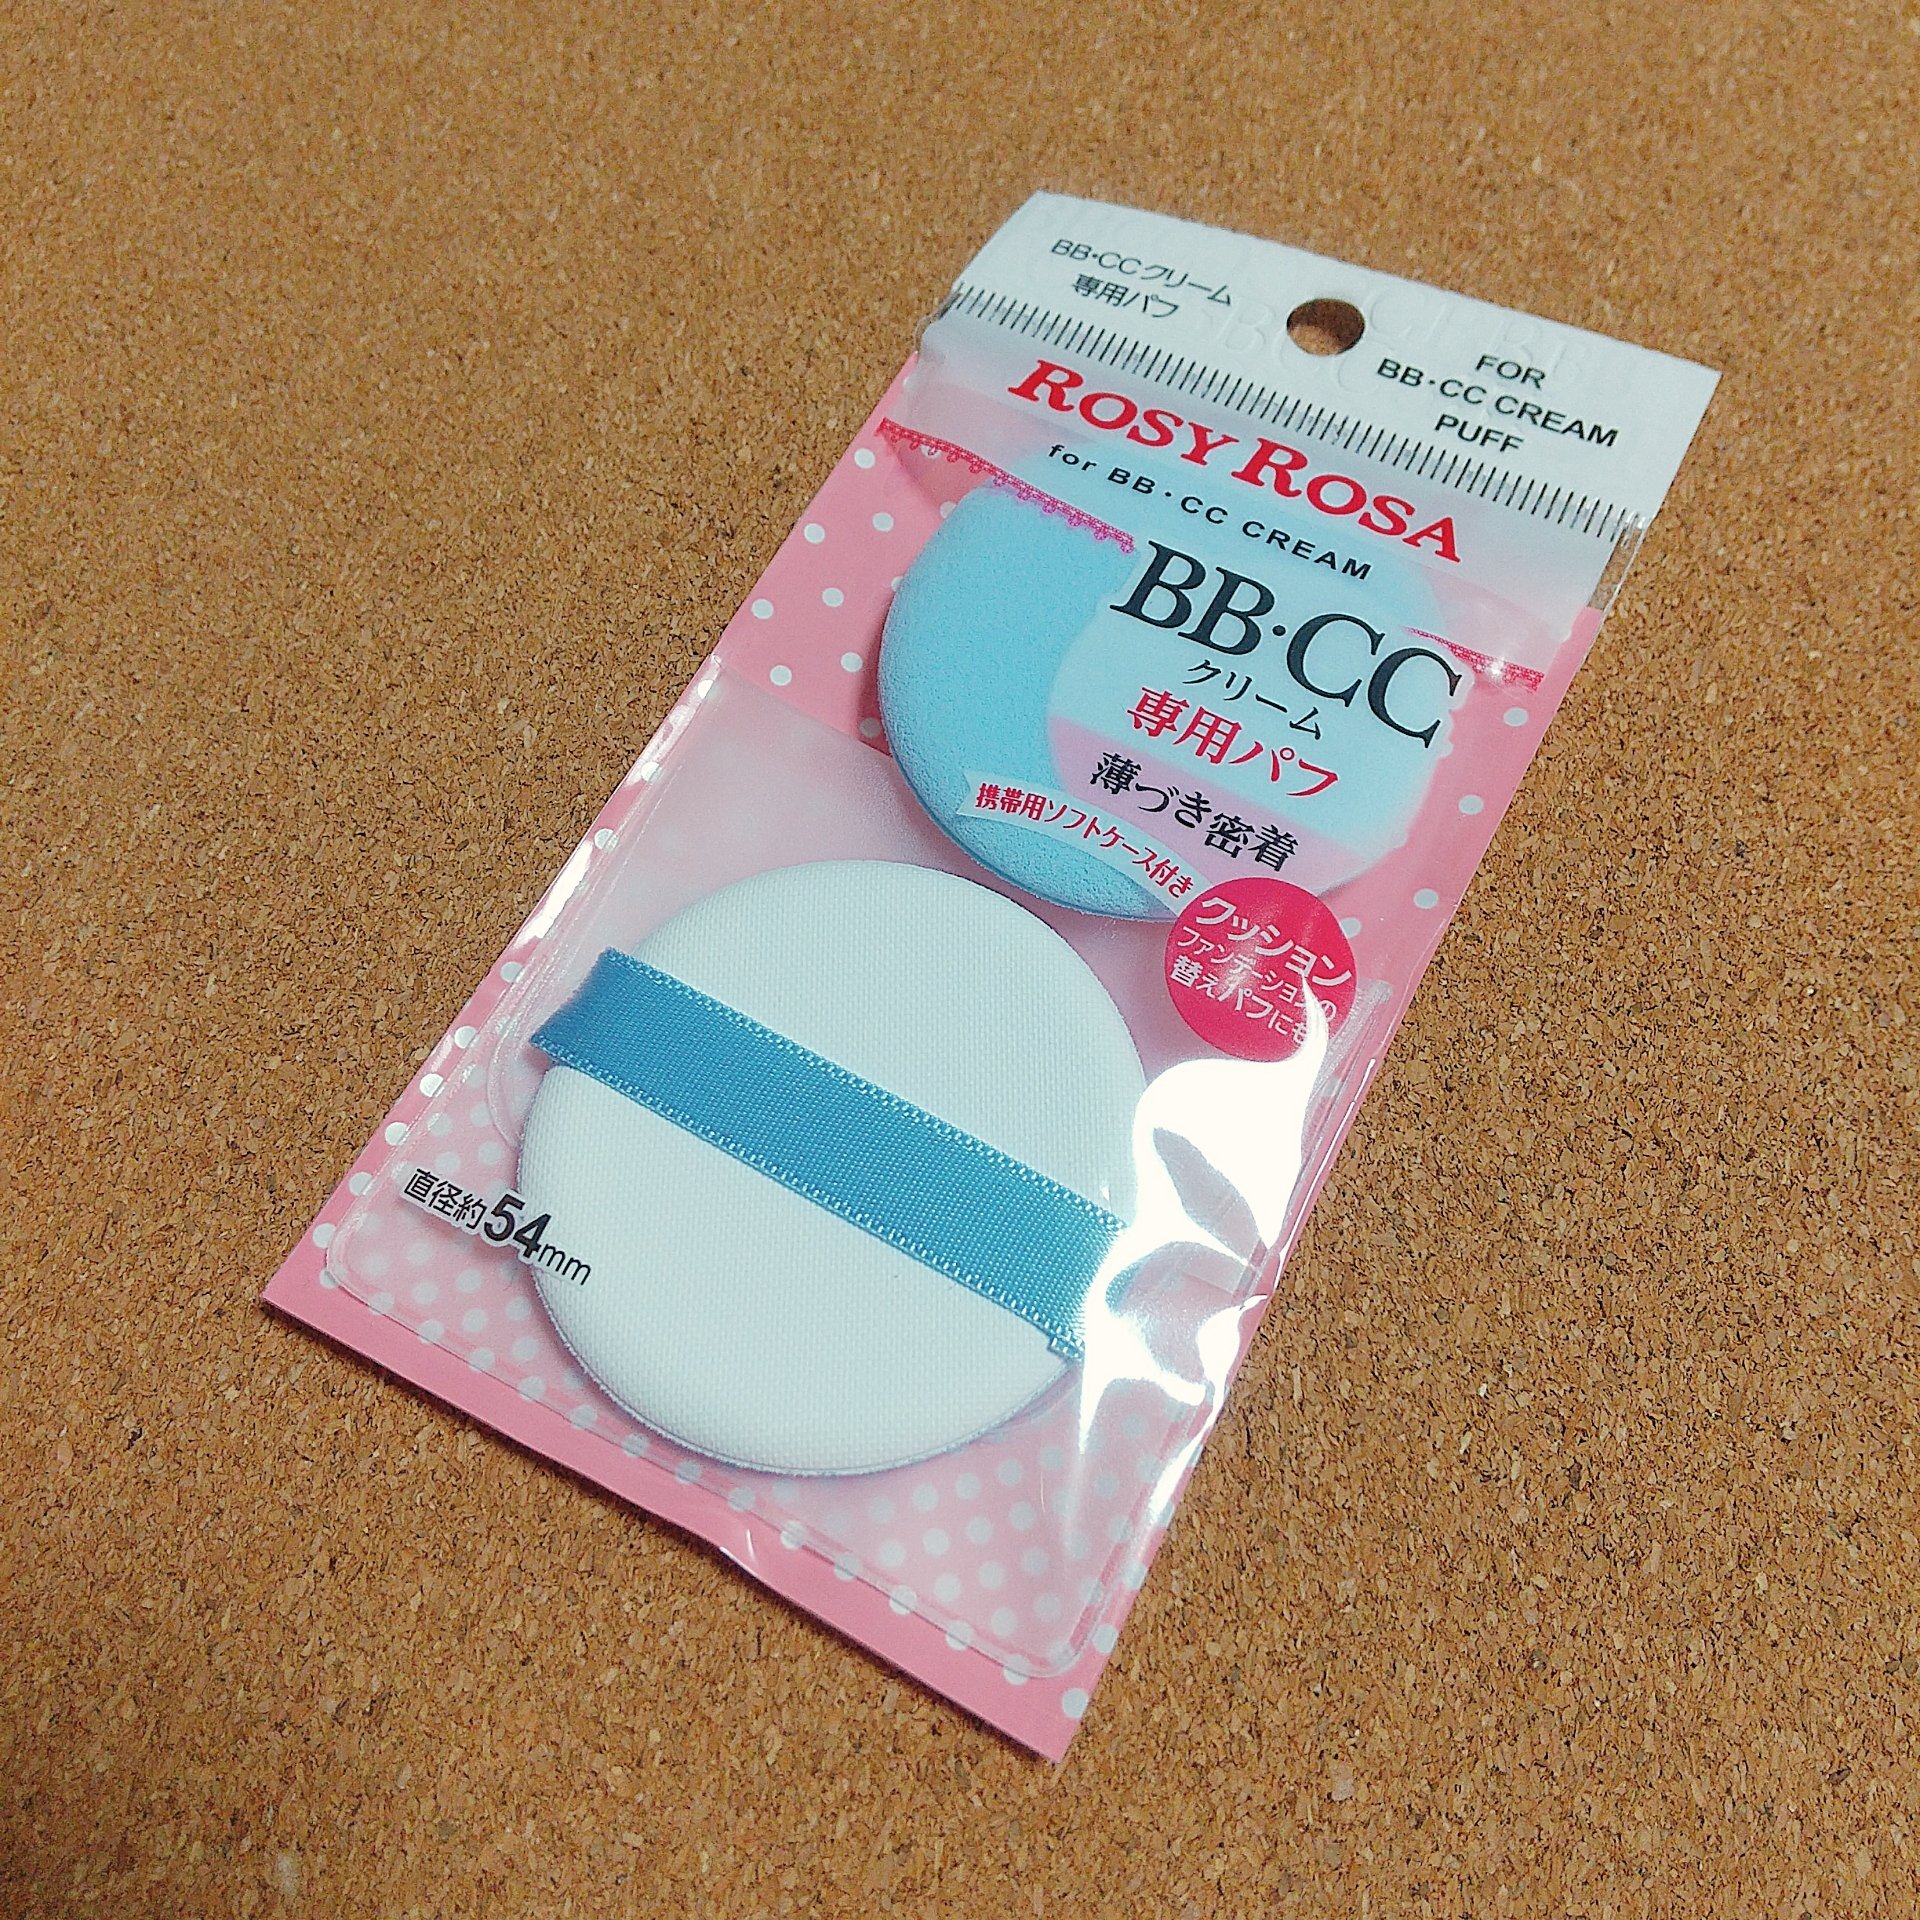 BB・CCクリーム
専用パフ
FOR
BB・CC CREAM
PUFF
ROSY ROSA
for BB・CC CREAM
BB・CC
クリーム
専用パフ
薄づき密着
携帯用ソフトケース付き
クッション
ファンデーションの
替えパフにも
直径約54mm